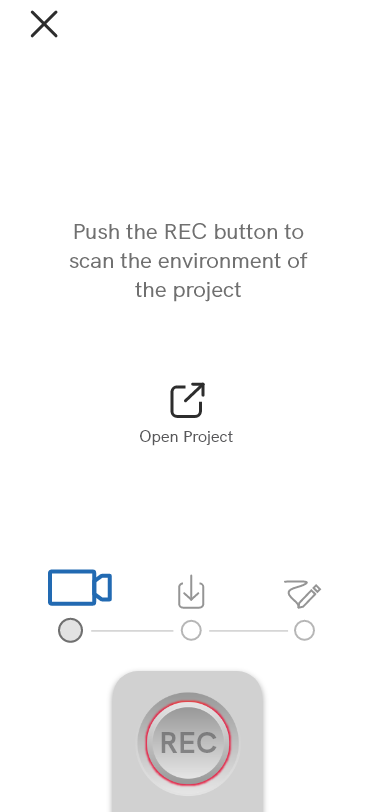 Push the REC button to
scan the environment of
the project
Open Project
REC